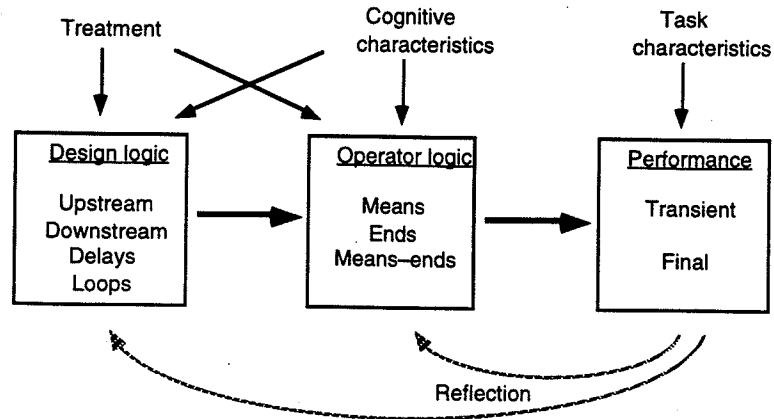 Treatment
Cognitive
characteristics
Task
characteristics
Design logic
Upstream
Downstream
Delays
Loops
Operator logic
Means
Ends
Means–ends
Performance
Transient
Final
Reflection